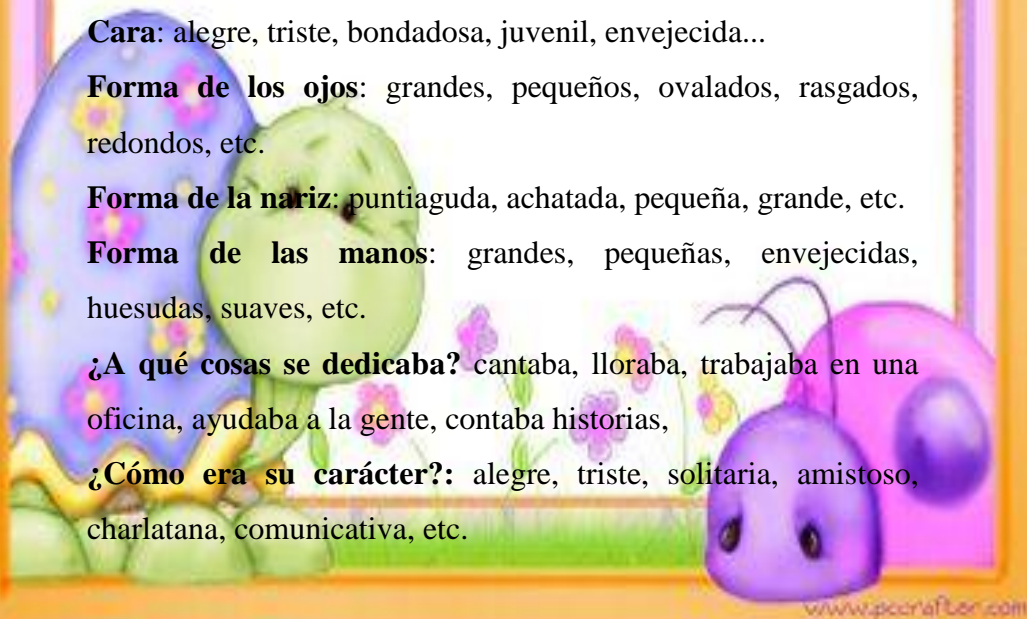 Cara: alegre, triste, bondadosa, juvenil, envejecida...
Forma de los ojos: grandes, pequeños, ovalados, rasgados,
redondos, etc.
Forma de la nariz: puntiaguda, achatada, pequeña, grande, etc.
Forma de las manos: grandes, pequeñas, envejecidas,
huesudas, suaves, etc.
¿A qué cosas se dedicaba? cantaba, lloraba, trabajaba en una
oficina, ayudaba a la gente, contaba historias,
¿Cómo era su carácter?: alegre, triste, solitaria, amistoso,
charlatana, comunicativa, etc.
www.pccrafter.com